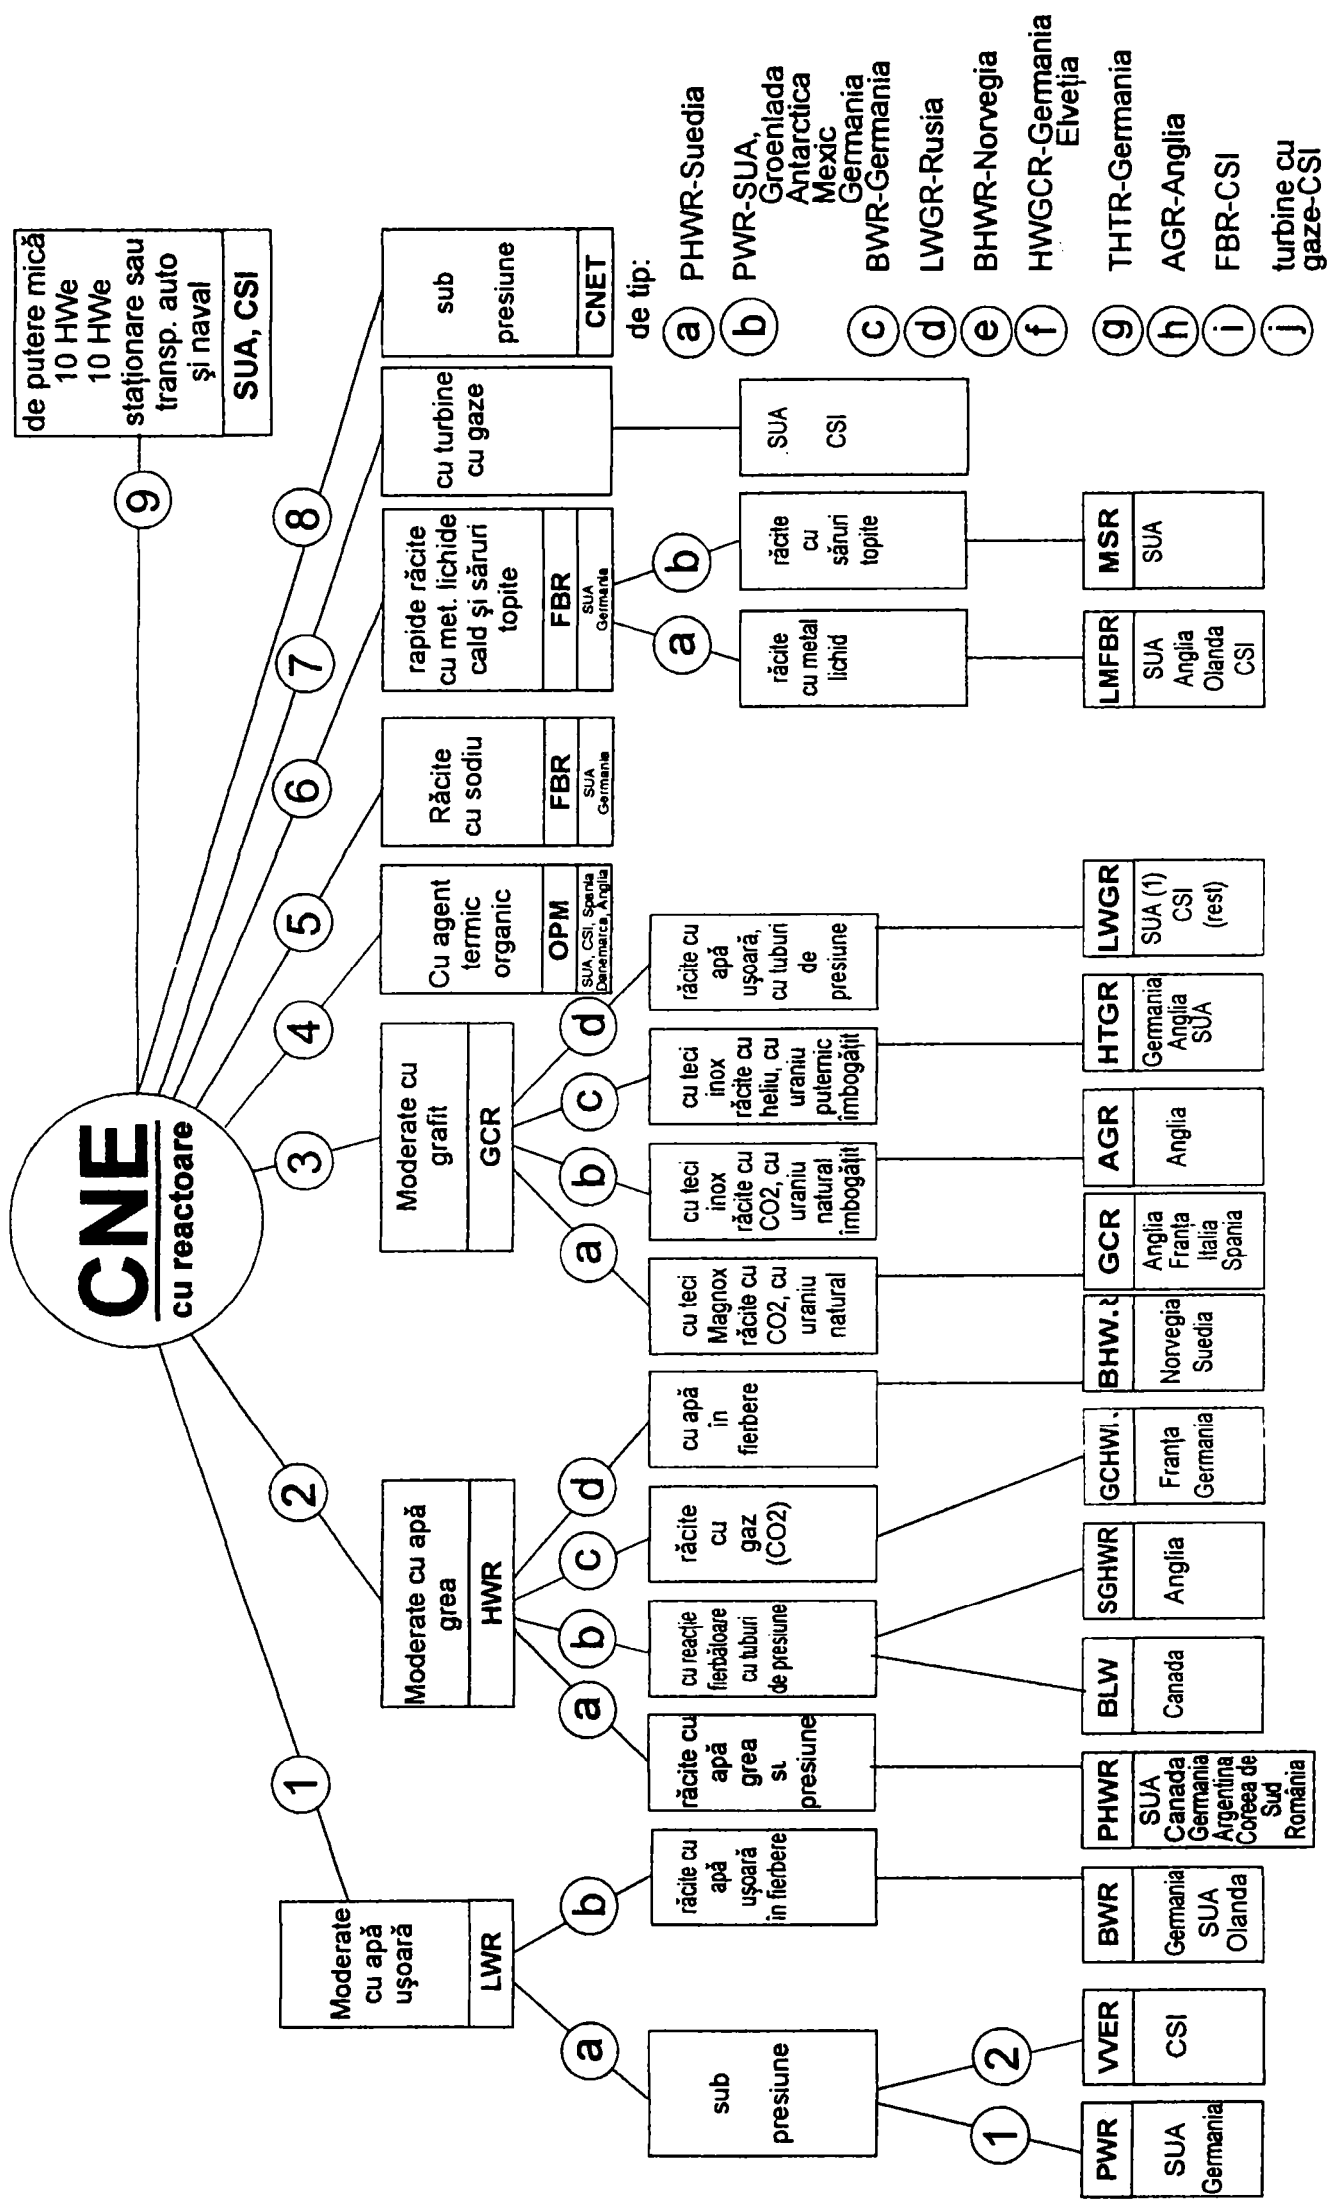 CNE
cu reactoare
1
2
3
4
5
6
7
8
9
de putere mică
10 HWe
10 HWe
staționare sau
transp. auto
și naval
SUA, CSI
Moderate
cu apă
ușoară
LWR
a
b
Moderate cu apă
grea
HWR
a
b
c
d
Moderate cu
grafit
GCR
a
b
c
d
Cu agent
termic
organic
OPM
SUA, CSI, Spania
Danemarca, Anglia
Răcite
cu sodiu
FBR
SUA
Germania
rapide răcite
cu met. lichide
cald și săruri
topite
FBR
SUA
Germania
a
b
cu turbine
cu gaze
sub
presiune
CNET
sub
presiune
1
2
răcite cu
apă
ușoară
in fierbere
răcite cu
apă
grea
presiune
cu reacție
fierbătoare
cu tuburi
de presiune
răcite
cu
gaz
(CO2)
cu apă
in
fierbere
cu teci
Magnox
răcite cu
CO2, cu
uraniu
natural
cu teci
inox
răcite cu
CO2, cu
uraniu
natural
îmbogățit
cu teci
inox
răcite cu
heliu, cu
uraniu
puternic
îmbogățit
răcite cu
apă
ușoară,
cu tuburi
de
presiune
răcite
cu metal
lichid
răcite
cu
săruri
topite
SUA
CSI
PWR
SUA
Germania
VVER
CSI
BWR
Germania
SUA
Olanda
PHWR
SUA
Canada
Germania
Argentina
Coreea de
Sud
România
BLW
Canada
SGHWR
Anglia
Franța
Germania
Norvegia
Suedia
GCR
Anglia
Franța
Italia
Spania
AGR
Anglia
HTGR
Germania
Anglia
SUA
LWGR
SUA (1)
CSI
(rest)
LMFBR
SUA
Anglia
Olanda
CSI
MSR
SUA
de tip:
a PHWR-Suedia
b PWR-SUA,
Groenlada
Antarctica
Mexic
Germania
c BWR-Germania
d LWGR-Rusia
e BHWR-Norvegia
f HWGCR-Germania
Elveția
g THTR-Germania
h AGR-Anglia
i FBR-CSI
j turbine cu
gaze-CSI